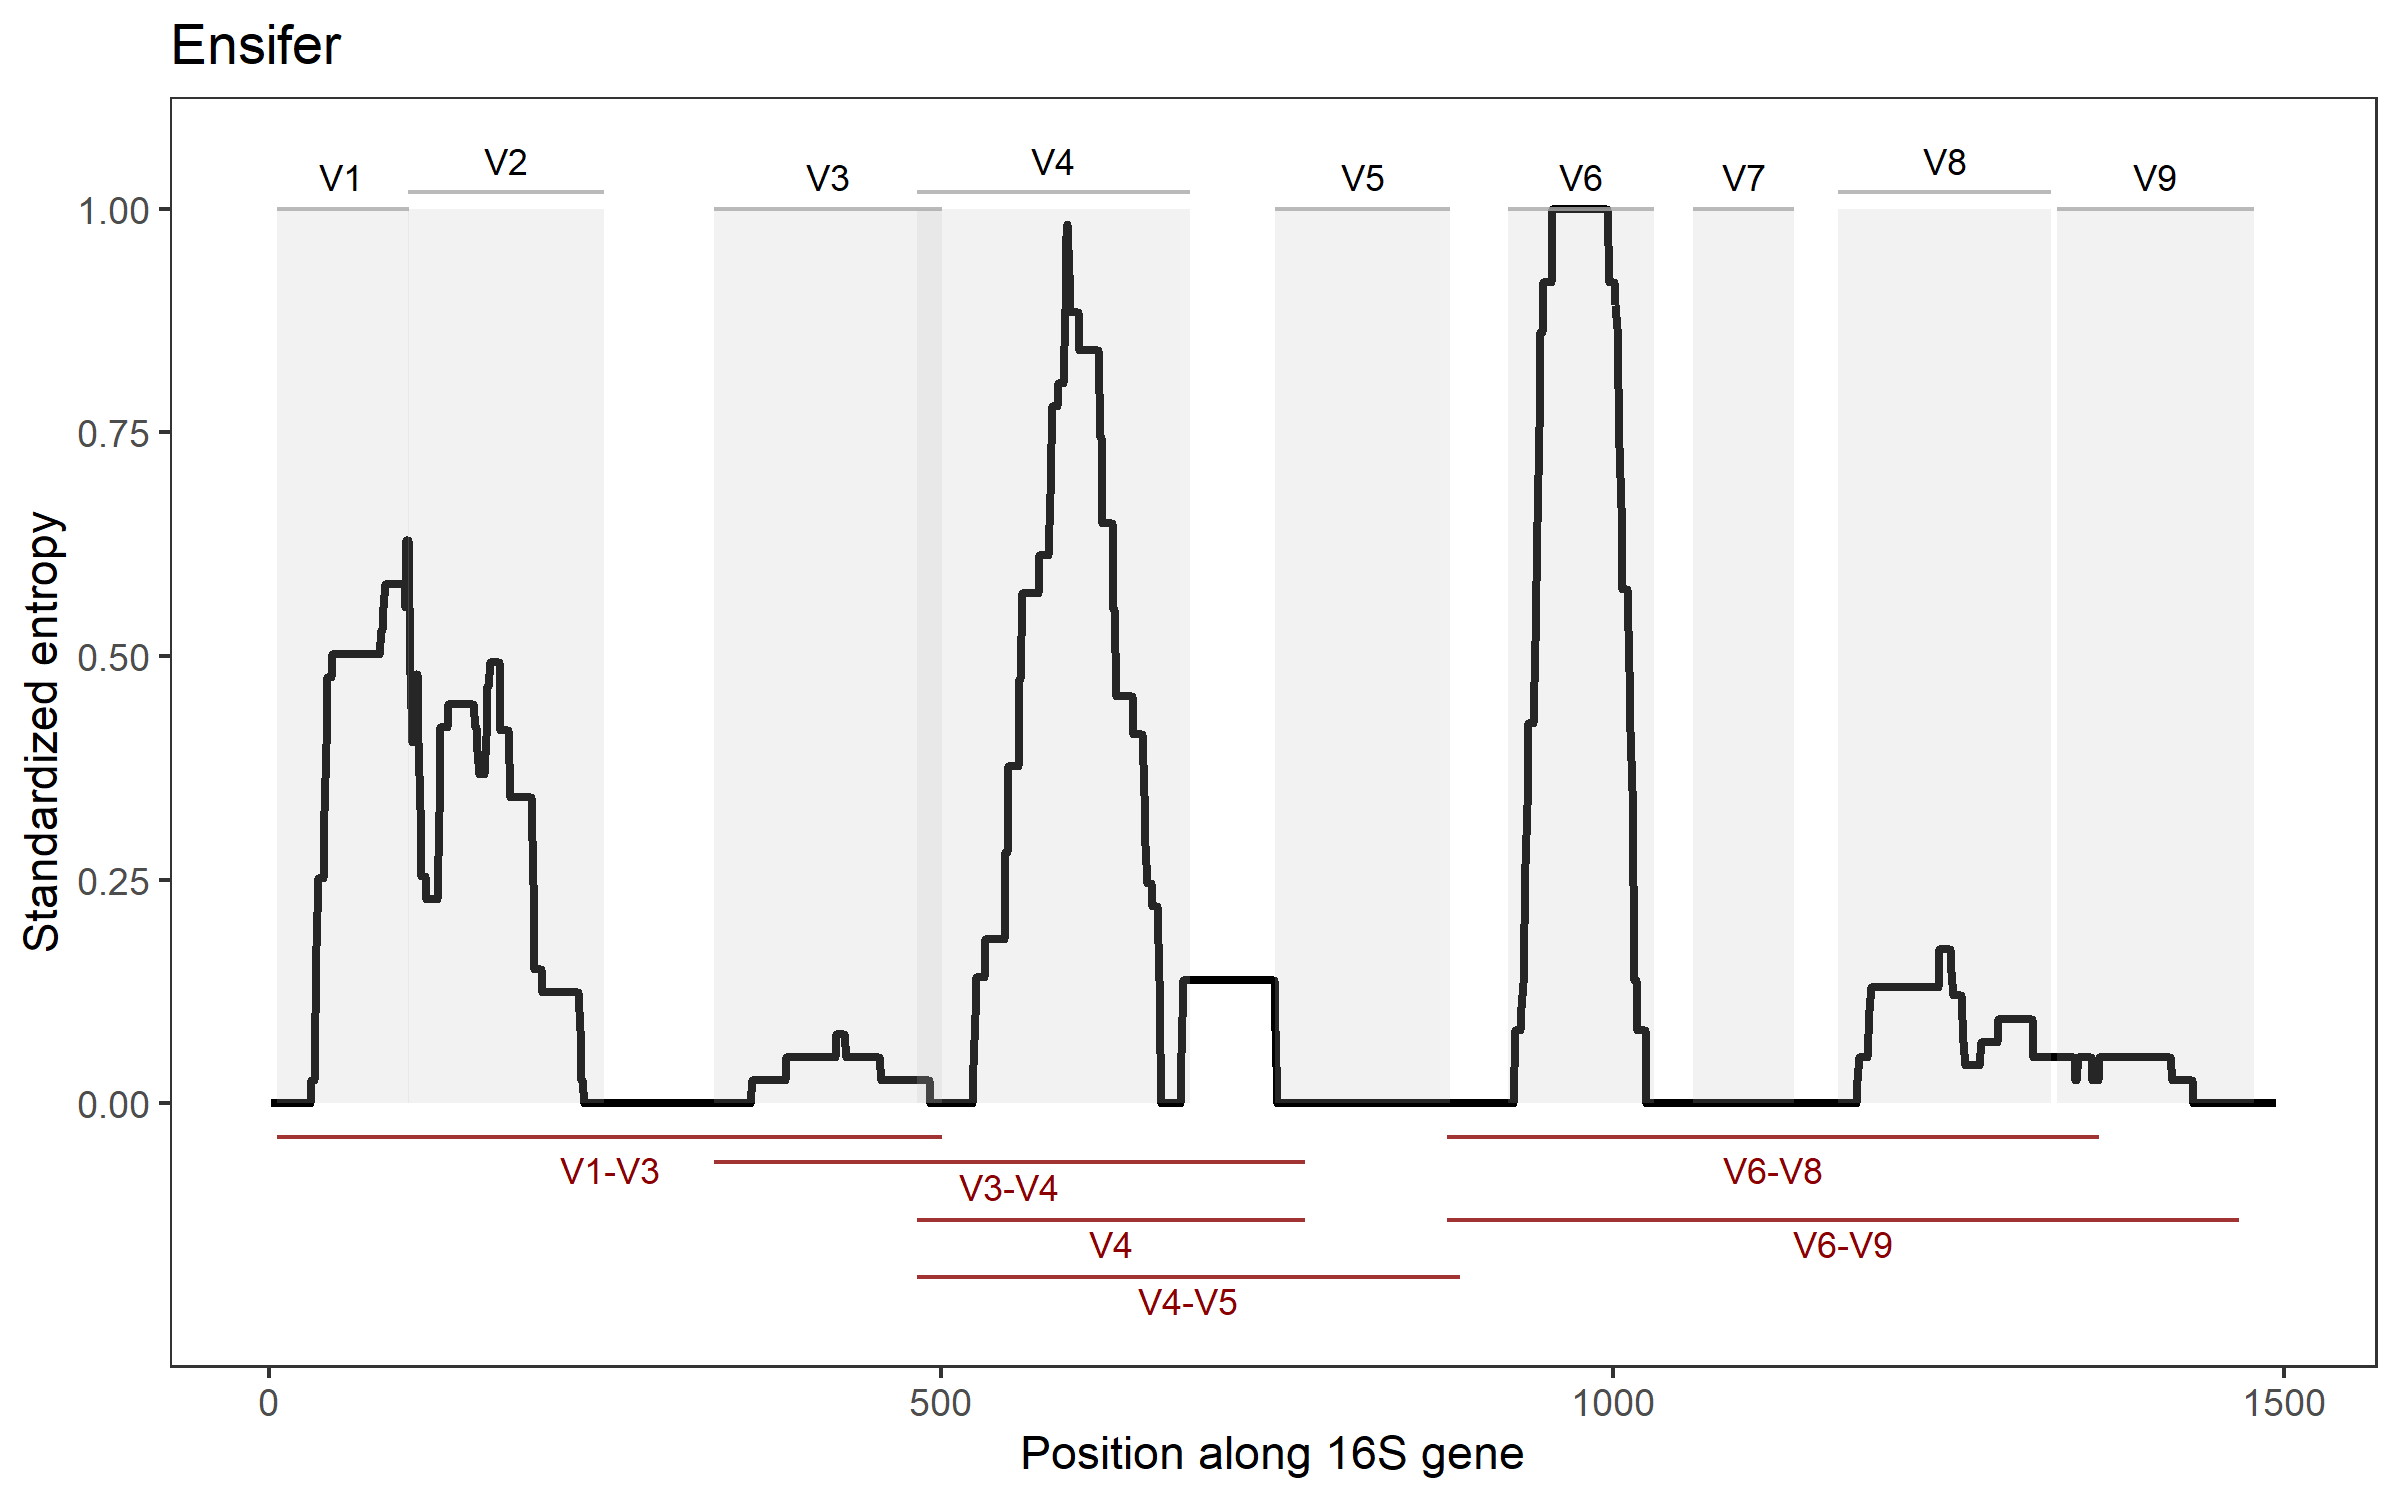 Ensifer
V1
V2
V3
V4
V5
V6
V7
V8
V9
1.00
0.75
0.50
0.25
0.00
Standardized entropy
V1-V3
V3-V4
V4
V4-V5
V6-V8
V6-V9
0
500
1000
1500
Position along 16S gene